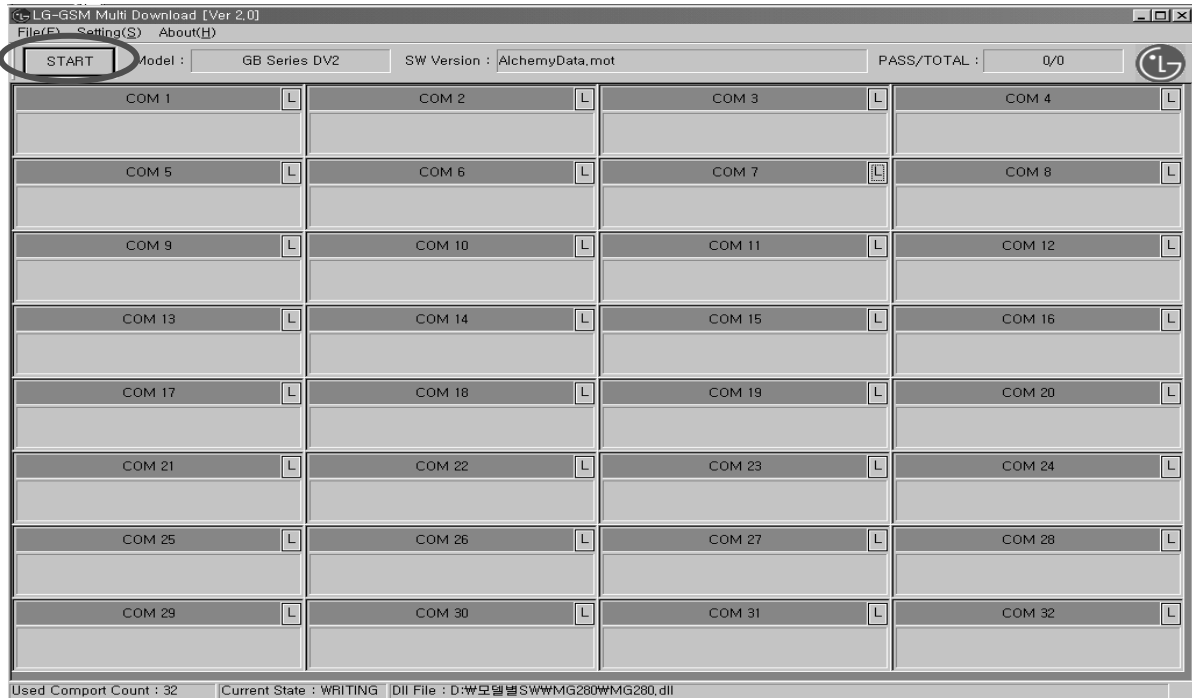 LG-GSM Multi Download [Ver 2,0]
File(F) Setting(S) About(H)
START Model : GB Series DV2 SW Version : AlchemyData,mot PASS/TOTAL : 0/0 LG
COM 1 L COM 2 L COM 3 L COM 4 L
COM 5 L COM 6 L COM 7 L COM 8 L
COM 9 L COM 10 L COM 11 L COM 12 L
COM 13 L COM 14 L COM 15 L COM 16 L
COM 17 L COM 18 L COM 19 L COM 20 L
COM 21 L COM 22 L COM 23 L COM 24 L
COM 25 L COM 26 L COM 27 L COM 28 L
COM 29 L COM 30 L COM 31 L COM 32 L
Used Comport Count : 32 Current State : WRITING Dll File : D:₩모델별SW₩MG280₩MG280,dll